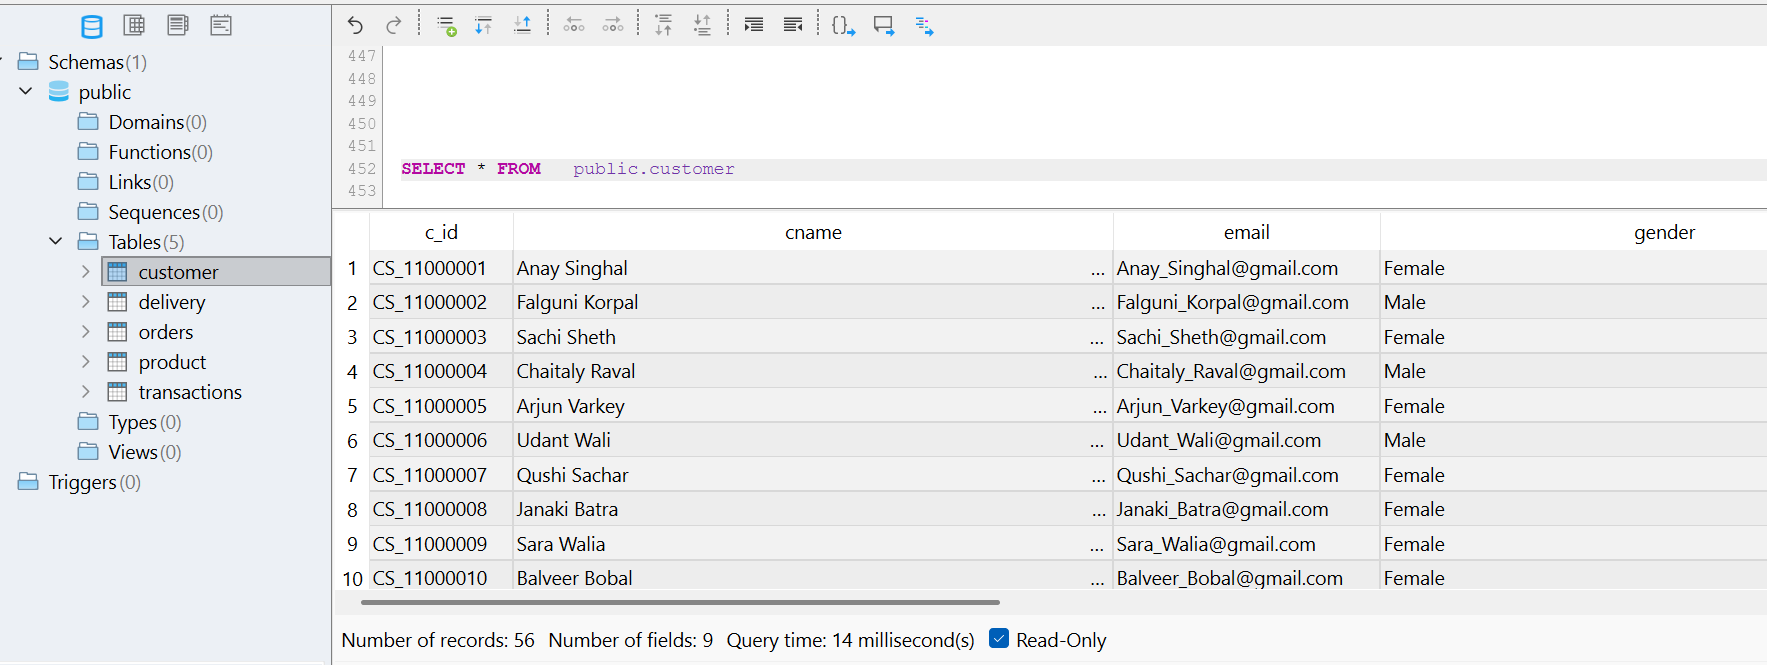 Schemas(1)
public
Domains(0)
Functions(0)
Links(0)
Sequences(0)
Tables(5)
customer
delivery
orders
product
transactions
Types(0)
Views(0)
Triggers(0)
447
448
449
450
451
452 SELECT * FROM public.customer
453
c_id cname email gender
1 CS_11000001 Anay Singhal ... Anay_Singhal@gmail.com Female
2 CS_11000002 Falguni Korpal ... Falguni_Korpal@gmail.com Male
3 CS_11000003 Sachi Sheth ... Sachi_Sheth@gmail.com Female
4 CS_11000004 Chaitaly Raval ... Chaitaly_Raval@gmail.com Male
5 CS_11000005 Arjun Varkey ... Arjun_Varkey@gmail.com Female
6 CS_11000006 Udant Wali ... Udant_Wali@gmail.com Male
7 CS_11000007 Qushi Sachar ... Qushi_Sachar@gmail.com Female
8 CS_11000008 Janaki Batra ... Janaki_Batra@gmail.com Female
9 CS_11000009 Sara Walia ... Sara_Walia@gmail.com Female
10 CS_11000010 Balveer Bobal ... Balveer_Bobal@gmail.com Female
Number of records: 56 Number of fields: 9 Query time: 14 millisecond(s) Read-Only